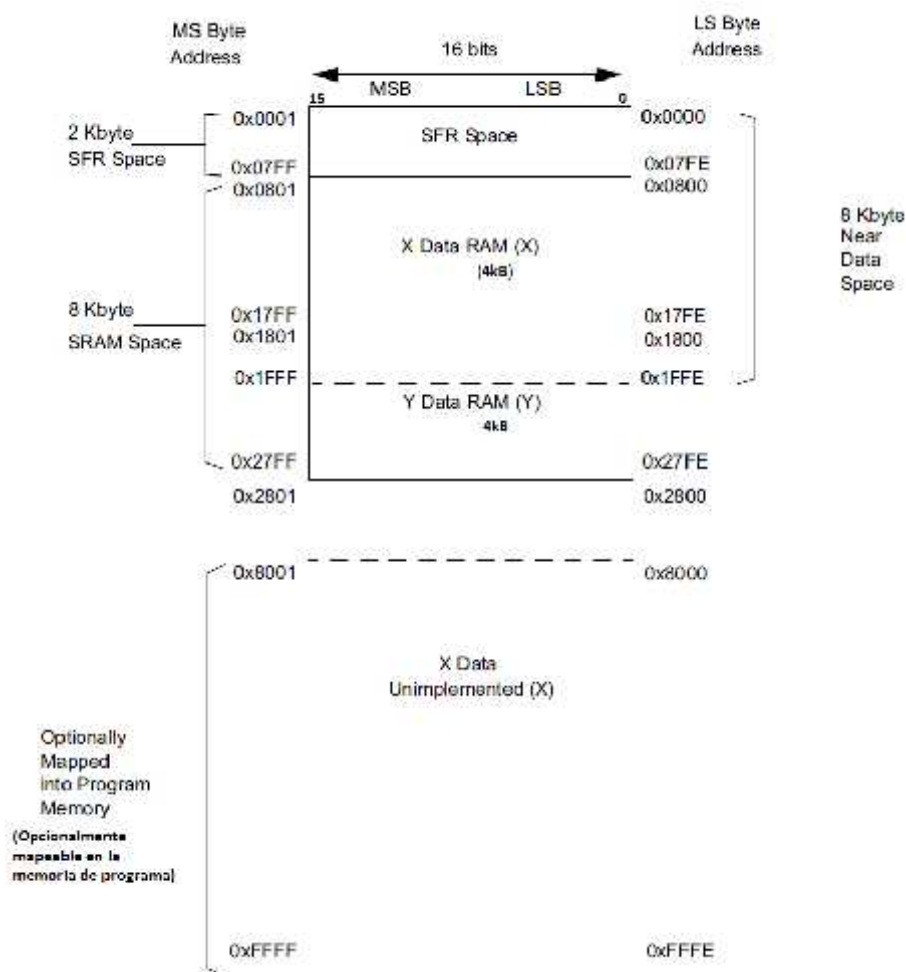 MS Byte
Address
16 bits
LS Byte
Address
MSB
LSB
15
0
0x0001
0x0000
2 Kbyte
SFR Space
SFR Space
0x07FF
0x07FE
0x0801
0x0800
8 Kbyte
Near
Data
Space
X Data RAM (X)
(4kB)
8 Kbyte
SRAM Space
0x17FF
0x17FE
0x1801
0x1800
0x1FFF
0x1FFE
Y Data RAM (Y)
4kB
0x27FF
0x27FE
0x2801
0x2800
0x8001
0x8000
X Data
Unimplemented (X)
Optionally
Mapped
into Program
Memory
(Opcionalmente
mapeable en la
memoria de programa)
0xFFFF
0xFFFE